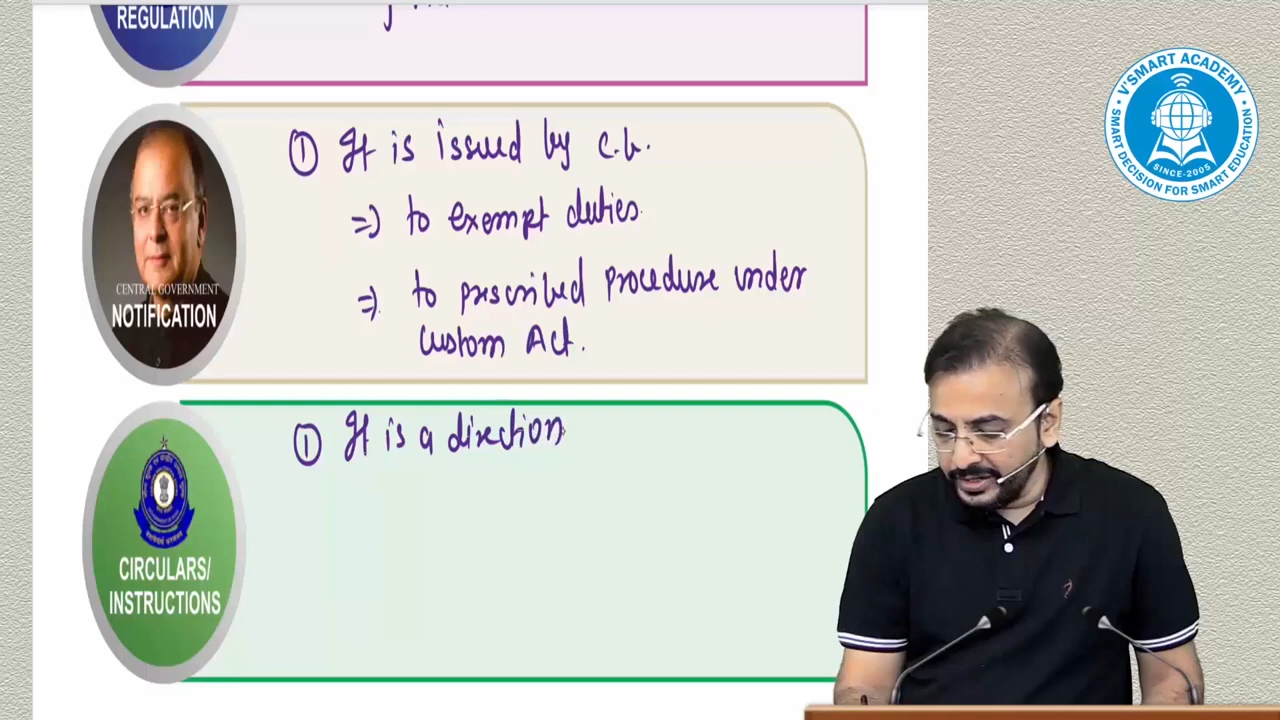 REGULATION
① It is issued by C.G.
=> to exempt duties.
=> to prescribed procedure under
Custom Act.
CENTRAL GOVERNMENT
NOTIFICATION
① It is a direction
CIRCULARS/
INSTRUCTIONS
V'SMART ACADEMY
SINCE-2005
SMART DECISION FOR SMART EDUCATION